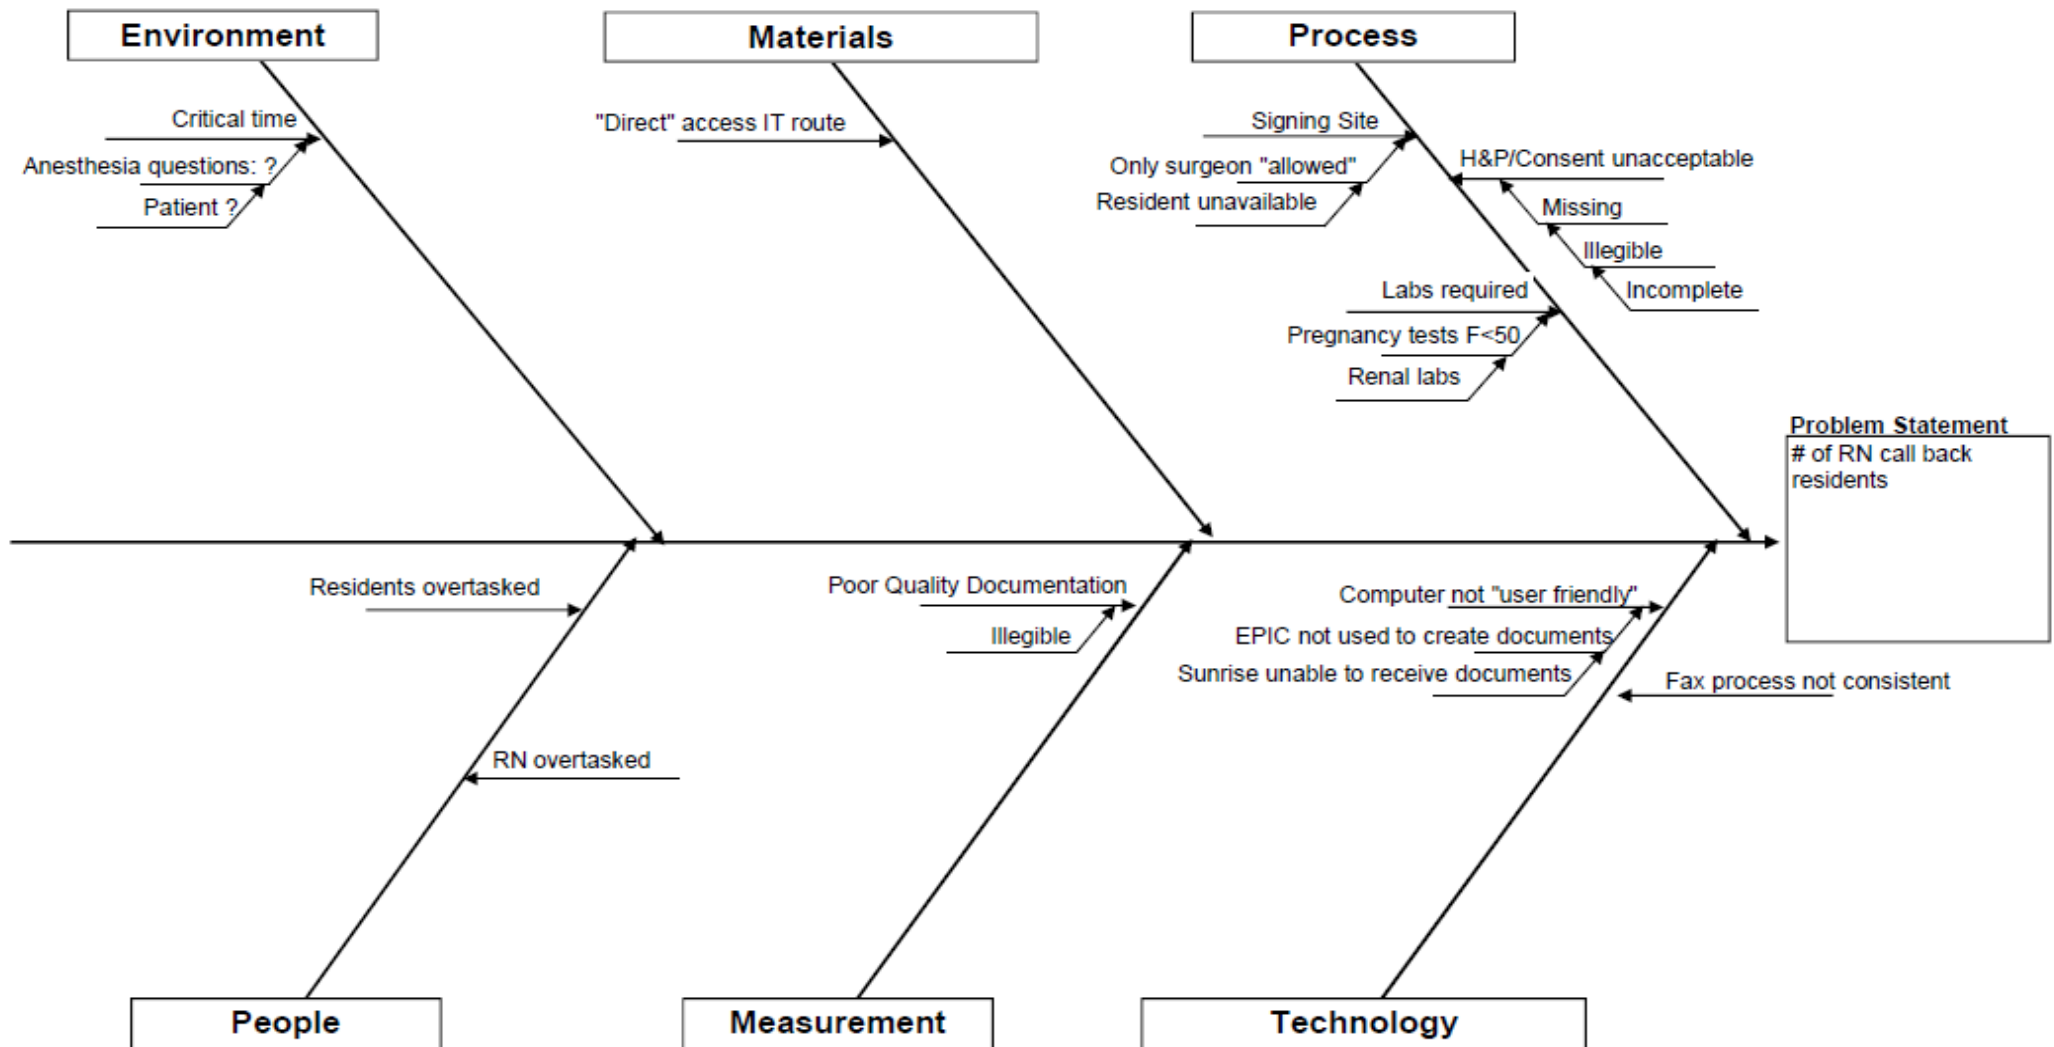 Environment
Materials
Process
Critical time
Anesthesia questions: ?
Patient ?
"Direct" access IT route
Signing Site
Only surgeon "allowed"
Resident unavailable
H&P/Consent unacceptable
Missing
Illegible
Incomplete
Labs required
Pregnancy tests F<50
Renal labs
Problem Statement
# of RN call back
residents
Residents overtasked
RN overtasked
Poor Quality Documentation
Illegible
Computer not "user friendly"
EPIC not used to create documents
Sunrise unable to receive documents
Fax process not consistent
People
Measurement
Technology